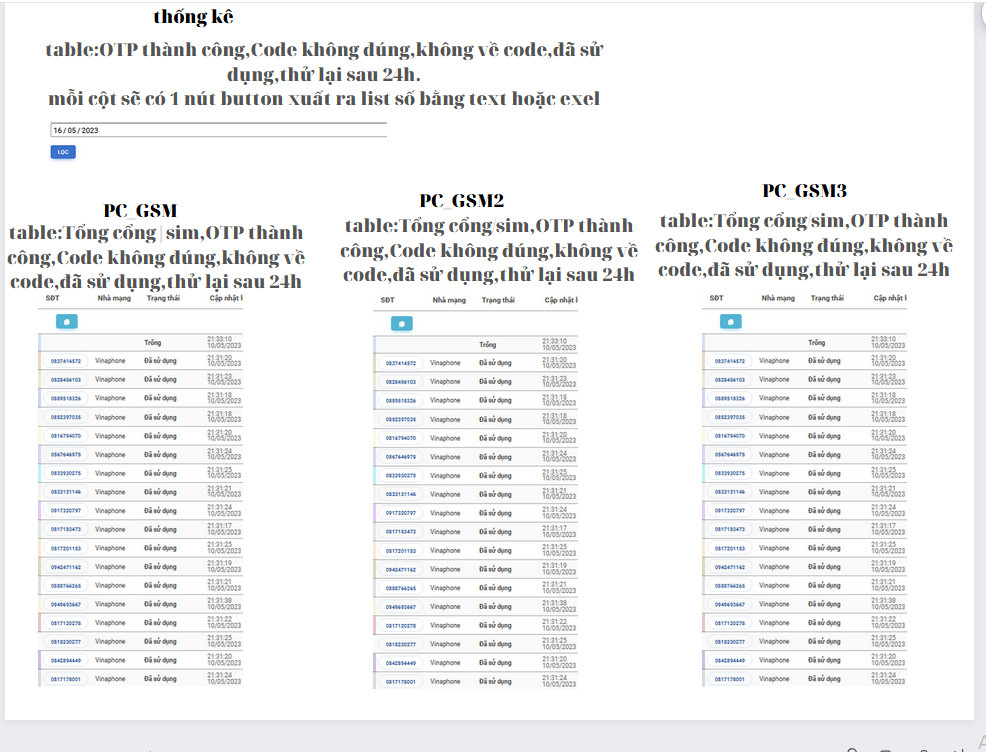 thống kê
table:OTP thành công,Code không đúng,không về code,đã sử
dụng,thử lại sau 24h.
mỗi cột sẽ có 1 nút button xuất ra list số bằng text hoặc exel
16 / 05 / 2023
LỌC
PC_GSM
table:Tổng cổng sim,OTP thành
công,Code không đúng,không về
code,đã sử dụng,thử lại sau 24h
SĐT Nhà mạng Trạng thái Cập nhật l
Trống 21:33:10
10/05/2023
0837414572 Vinaphone Đã sử dụng 21:31:20
10/05/2023
0828456103 Vinaphone Đã sử dụng 21:31:23
10/05/2023
0889518326 Vinaphone Đã sử dụng 21:31:18
10/05/2023
0852397035 Vinaphone Đã sử dụng 21:31:18
10/05/2023
0816794070 Vinaphone Đã sử dụng 21:31:20
10/05/2023
0567646975 Vinaphone Đã sử dụng 21:31:24
10/05/2023
0833930275 Vinaphone Đã sử dụng 21:31:25
10/05/2023
0833131146 Vinaphone Đã sử dụng 21:31:21
10/05/2023
0917320797 Vinaphone Đã sử dụng 21:31:24
10/05/2023
0817183473 Vinaphone Đã sử dụng 21:31:17
10/05/2023
0817201153 Vinaphone Đã sử dụng 21:31:25
10/05/2023
0942471162 Vinaphone Đã sử dụng 21:31:19
10/05/2023
0888766265 Vinaphone Đã sử dụng 21:31:21
10/05/2023
0949693667 Vinaphone Đã sử dụng 21:31:38
10/05/2023
0817120278 Vinaphone Đã sử dụng 21:31:22
10/05/2023
0818230277 Vinaphone Đã sử dụng 21:31:25
10/05/2023
0842894449 Vinaphone Đã sử dụng 21:31:20
10/05/2023
0817178001 Vinaphone Đã sử dụng 21:31:24
10/05/2023
PC_GSM2
table:Tổng cổng sim,OTP thành
công,Code không đúng,không về
code,đã sử dụng,thử lại sau 24h
SĐT Nhà mạng Trạng thái Cập nhật l
Trống 21:33:10
10/05/2023
0837414572 Vinaphone Đã sử dụng 21:31:20
10/05/2023
0828456103 Vinaphone Đã sử dụng 21:31:23
10/05/2023
0889518326 Vinaphone Đã sử dụng 21:31:18
10/05/2023
0852397035 Vinaphone Đã sử dụng 21:31:18
10/05/2023
0816794070 Vinaphone Đã sử dụng 21:31:20
10/05/2023
0567646975 Vinaphone Đã sử dụng 21:31:24
10/05/2023
0833930275 Vinaphone Đã sử dụng 21:31:25
10/05/2023
0833131146 Vinaphone Đã sử dụng 21:31:21
10/05/2023
0917320797 Vinaphone Đã sử dụng 21:31:24
10/05/2023
0817183473 Vinaphone Đã sử dụng 21:31:17
10/05/2023
0817201153 Vinaphone Đã sử dụng 21:31:25
10/05/2023
0942471162 Vinaphone Đã sử dụng 21:31:19
10/05/2023
0888766265 Vinaphone Đã sử dụng 21:31:21
10/05/2023
0949693667 Vinaphone Đã sử dụng 21:31:38
10/05/2023
0817120278 Vinaphone Đã sử dụng 21:31:22
10/05/2023
0818230277 Vinaphone Đã sử dụng 21:31:25
10/05/2023
0842894449 Vinaphone Đã sử dụng 21:31:20
10/05/2023
0817178001 Vinaphone Đã sử dụng 21:31:24
10/05/2023
PC_GSM3
table:Tổng cổng sim,OTP thành
công,Code không đúng,không về
code,đã sử dụng,thử lại sau 24h
SĐT Nhà mạng Trạng thái Cập nhật l
Trống 21:33:10
10/05/2023
0837414572 Vinaphone Đã sử dụng 21:31:20
10/05/2023
0828456103 Vinaphone Đã sử dụng 21:31:23
10/05/2023
0889518326 Vinaphone Đã sử dụng 21:31:18
10/05/2023
0852397035 Vinaphone Đã sử dụng 21:31:18
10/05/2023
0816794070 Vinaphone Đã sử dụng 21:31:20
10/05/2023
0567646975 Vinaphone Đã sử dụng 21:31:24
10/05/2023
0833930275 Vinaphone Đã sử dụng 21:31:25
10/05/2023
0833131146 Vinaphone Đã sử dụng 21:31:21
10/05/2023
0917320797 Vinaphone Đã sử dụng 21:31:24
10/05/2023
0817183473 Vinaphone Đã sử dụng 21:31:17
10/05/2023
0817201153 Vinaphone Đã sử dụng 21:31:25
10/05/2023
0942471162 Vinaphone Đã sử dụng 21:31:19
10/05/2023
0888766265 Vinaphone Đã sử dụng 21:31:21
10/05/2023
0949693667 Vinaphone Đã sử dụng 21:31:38
10/05/2023
0817120278 Vinaphone Đã sử dụng 21:31:22
10/05/2023
0818230277 Vinaphone Đã sử dụng 21:31:25
10/05/2023
0842894449 Vinaphone Đã sử dụng 21:31:20
10/05/2023
0817178001 Vinaphone Đã sử dụng 21:31:24
10/05/2023